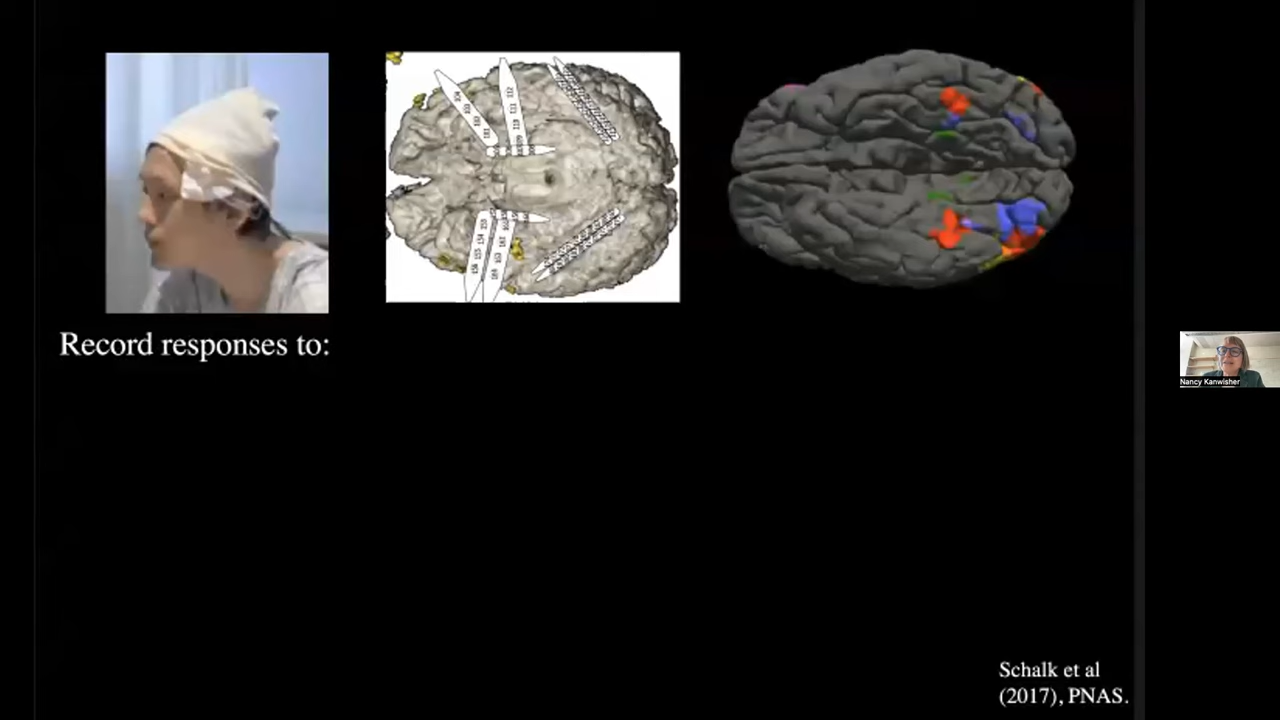 Record responses to:
Nancy Kanwisher
Schalk et al
(2017), PNAS.